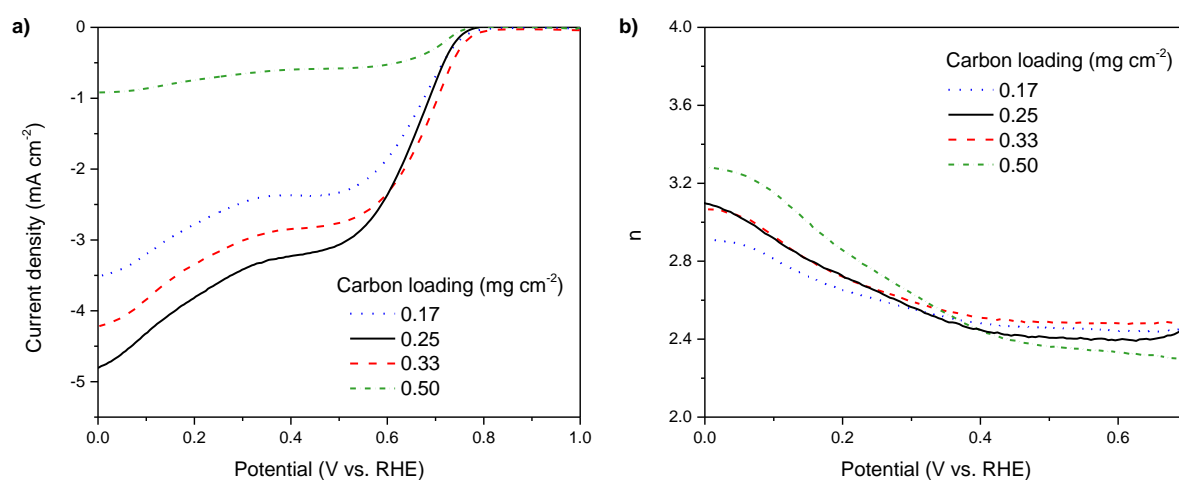 a)
0
-1
-2
-3
-4
-5
Current density (mA cm-2)
0.0 0.2 0.4 0.6 0.8 1.0
Potential (V vs. RHE)
Carbon loading (mg cm-2)
0.17
0.25
0.33
0.50
b)
4.0
3.6
3.2
2.8
2.4
2.0
n
0.0 0.2 0.4 0.6
Potential (V vs. RHE)
Carbon loading (mg cm-2)
0.17
0.25
0.33
0.50